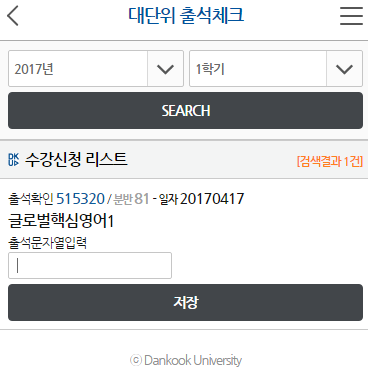 대단위 출석체크
2017년
1학기
SEARCH
수강신청 리스트
[검색결과 1건]
출석확인 515320 / 분반 81 - 일자 20170417
글로벌핵심영어1
출석문자열입력
저장
ⓒ Dankook University